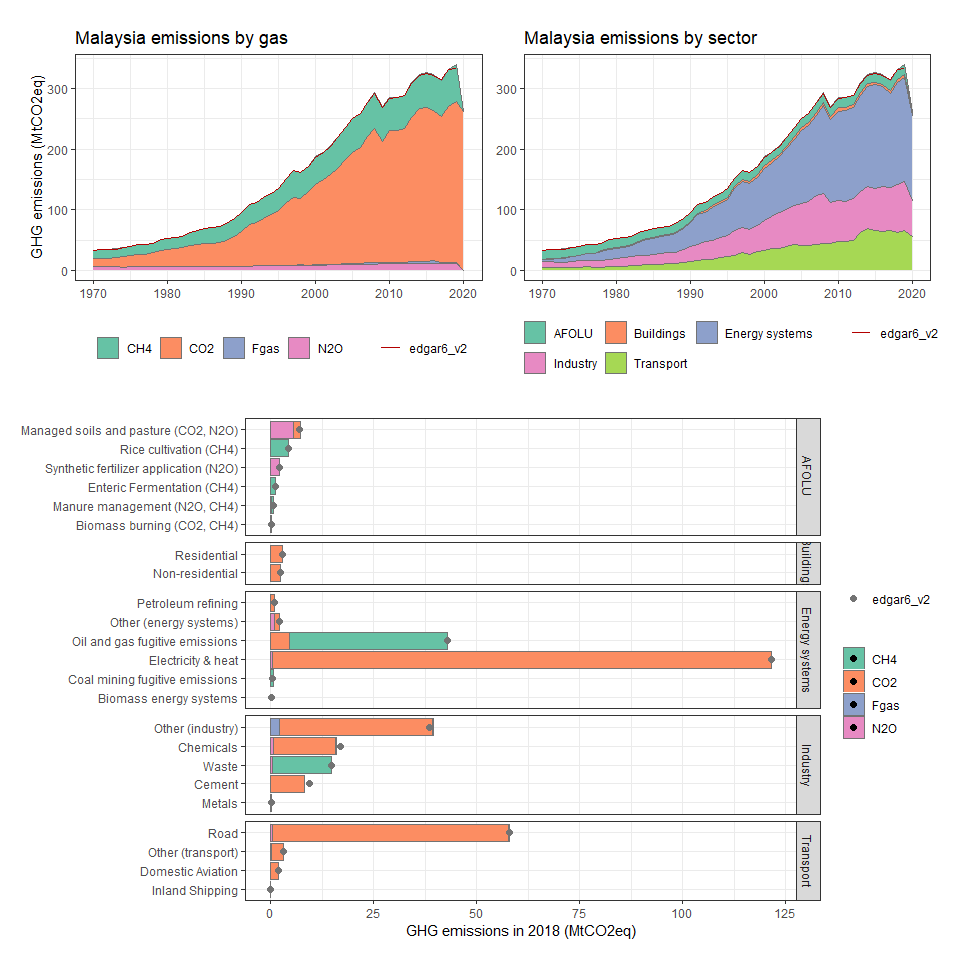 Malaysia emissions by gas
Malaysia emissions by sector
GHG emissions (MtCO2eq)
300
200
100
0
1970
1980
1990
2000
2010
2020
300
200
100
0
1970
1980
1990
2000
2010
2020
CH4
CO2
Fgas
N2O
edgar6_v2
AFOLU
Buildings
Energy systems
edgar6_v2
Industry
Transport
Managed soils and pasture (CO2, N2O)
Rice cultivation (CH4)
Synthetic fertilizer application (N2O)
Enteric Fermentation (CH4)
Manure management (N2O, CH4)
Biomass burning (CO2, CH4)
AFOLU
Residential
Non-residential
Building
Petroleum refining
Other (energy systems)
Oil and gas fugitive emissions
Electricity & heat
Coal mining fugitive emissions
Biomass energy systems
Energy systems
Other (industry)
Chemicals
Waste
Cement
Metals
Industry
Road
Other (transport)
Domestic Aviation
Inland Shipping
Transport
0
25
50
75
100
125
GHG emissions in 2018 (MtCO2eq)
edgar6_v2
CH4
CO2
Fgas
N2O